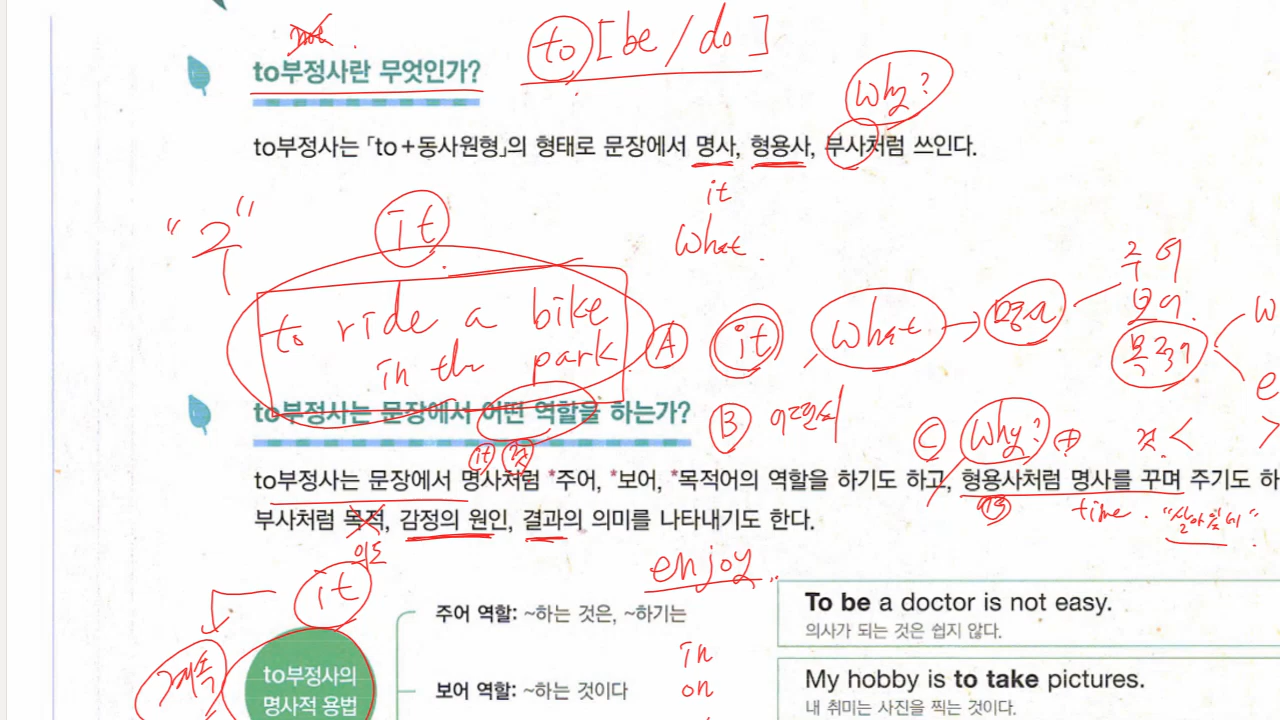 to [be / do]
to부정사란 무엇인가?
why?
to부정사는 「to+동사원형」의 형태로 문장에서 명사, 형용사, 부사처럼 쓰인다.
it
what.
"주"
it
to ride a bike
in the park
A it what → 명사
주어
보어.
목적어
to부정사는 문장에서 어떤 역할을 하는가?
B
C why?
it 것
to부정사는 문장에서 명사처럼 *주어, *보어, *목적어의 역할을 하기도 하고, 형용사처럼 명사를 꾸며 주기도 하
부사처럼 목적, 감정의 원인, 결과의 의미를 나타내기도 한다.
time.
의도
it
enjoy
주어 역할: ~하는 것은, ~하기는
To be a doctor is not easy.
의사가 되는 것은 쉽지 않다.
in
on
to부정사의
명사적 용법
보어 역할: ~하는 것이다
My hobby is to take pictures.
내 취미는 사진을 찍는 것이다.